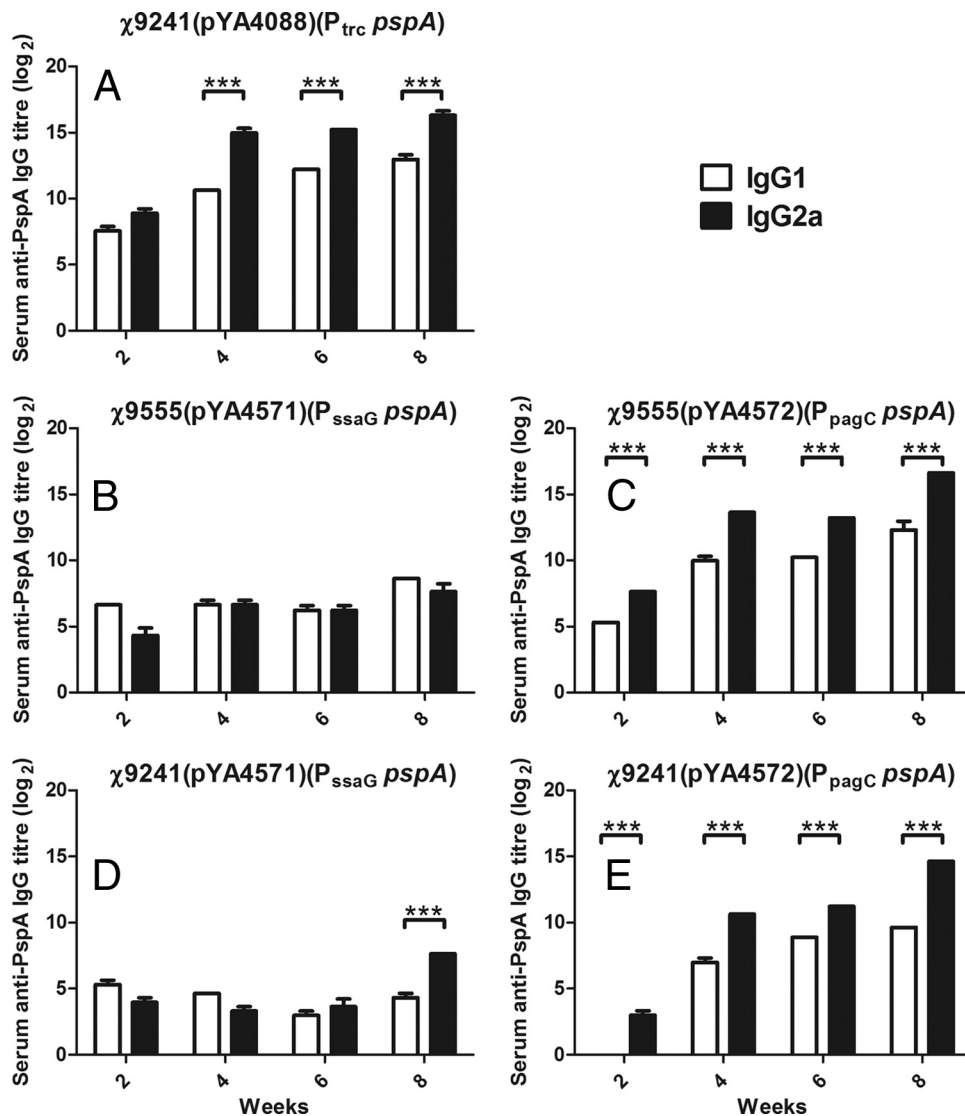 χ9241(pYA4088)(Ptrc pspA)
A
Serum anti-PspA IgG titre (log2)
20
15
10
5
0
*** *** ***
2 4 6 8
IgG1
IgG2a
χ9555(pYA4571)(PssaG pspA)
B
Serum anti-PspA IgG titre (log2)
20
15
10
5
0
2 4 6 8
χ9555(pYA4572)(PpagC pspA)
C
Serum anti-PspA IgG titre (log2)
20
15
10
5
0
*** *** *** ***
2 4 6 8
χ9241(pYA4571)(PssaG pspA)
D
Serum anti-PspA IgG titre (log2)
20
15
10
5
0
***
2 4 6 8
Weeks
χ9241(pYA4572)(PpagC pspA)
E
Serum anti-PspA IgG titre (log2)
20
15
10
5
0
*** *** *** ***
2 4 6 8
Weeks